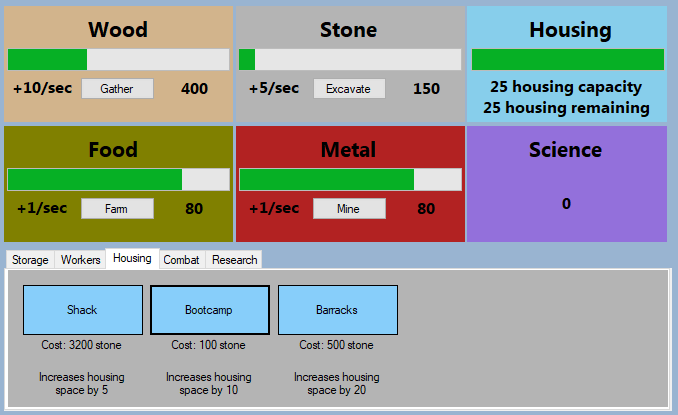 Wood
+10/sec Gather 400
Stone
+5/sec Excavate 150
Housing
25 housing capacity
25 housing remaining
Food
+1/sec Farm 80
Metal
+1/sec Mine 80
Science
0
Storage Workers Housing Combat Research
Shack
Cost: 3200 stone
Increases housing
space by 5
Bootcamp
Cost: 100 stone
Increases housing
space by 10
Barracks
Cost: 500 stone
Increases housing
space by 20